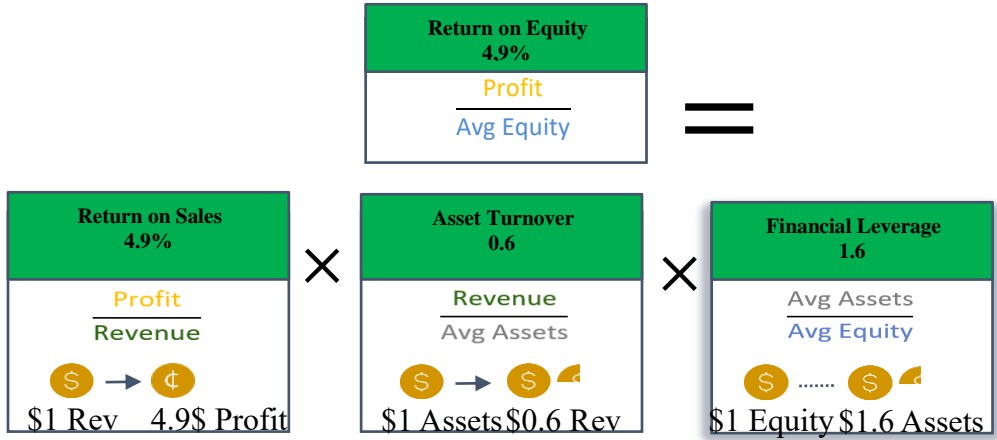 Return on Equity
4,9%
Profit
Avg Equity
=
Return on Sales
4.9%
Profit
Revenue
$ → ¢
$1 Rev 4.9$ Profit
×
Asset Turnover
0.6
Revenue
Avg Assets
$ → $
$1 Assets $0.6 Rev
×
Financial Leverage
1.6
Avg Assets
Avg Equity
$ ....... $
$1 Equity $1.6 Assets